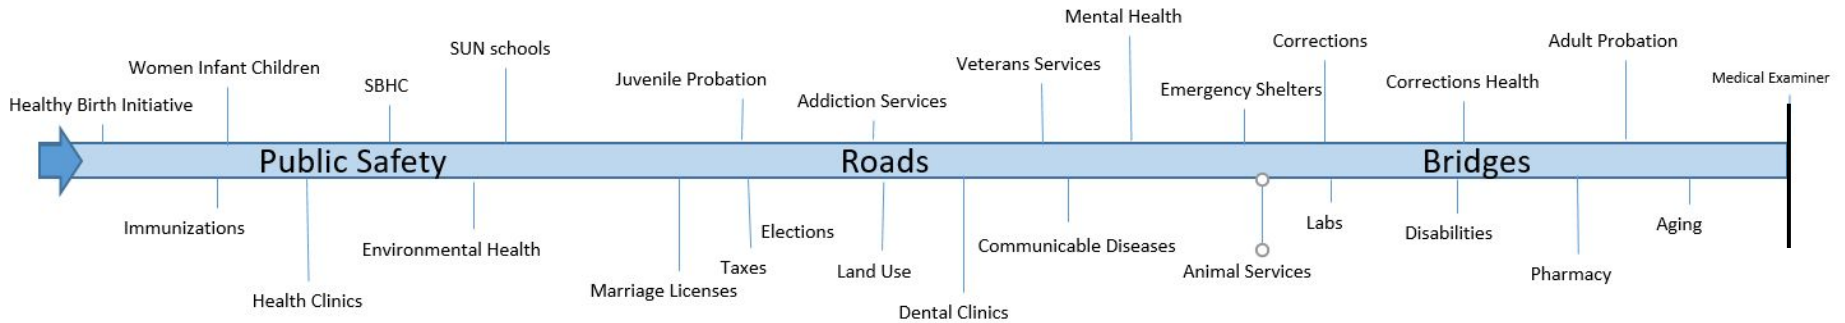 Mental Health
SUN schools
Corrections
Adult Probation
Women Infant Children
Veterans Services
SBHC
Juvenile Probation
Emergency Shelters
Corrections Health
Medical Examiner
Healthy Birth Initiative
Addiction Services
Public Safety
Roads
Bridges
Immunizations
Environmental Health
Elections
Communicable Diseases
Labs
Disabilities
Aging
Health Clinics
Marriage Licenses
Taxes
Land Use
Dental Clinics
Animal Services
Pharmacy